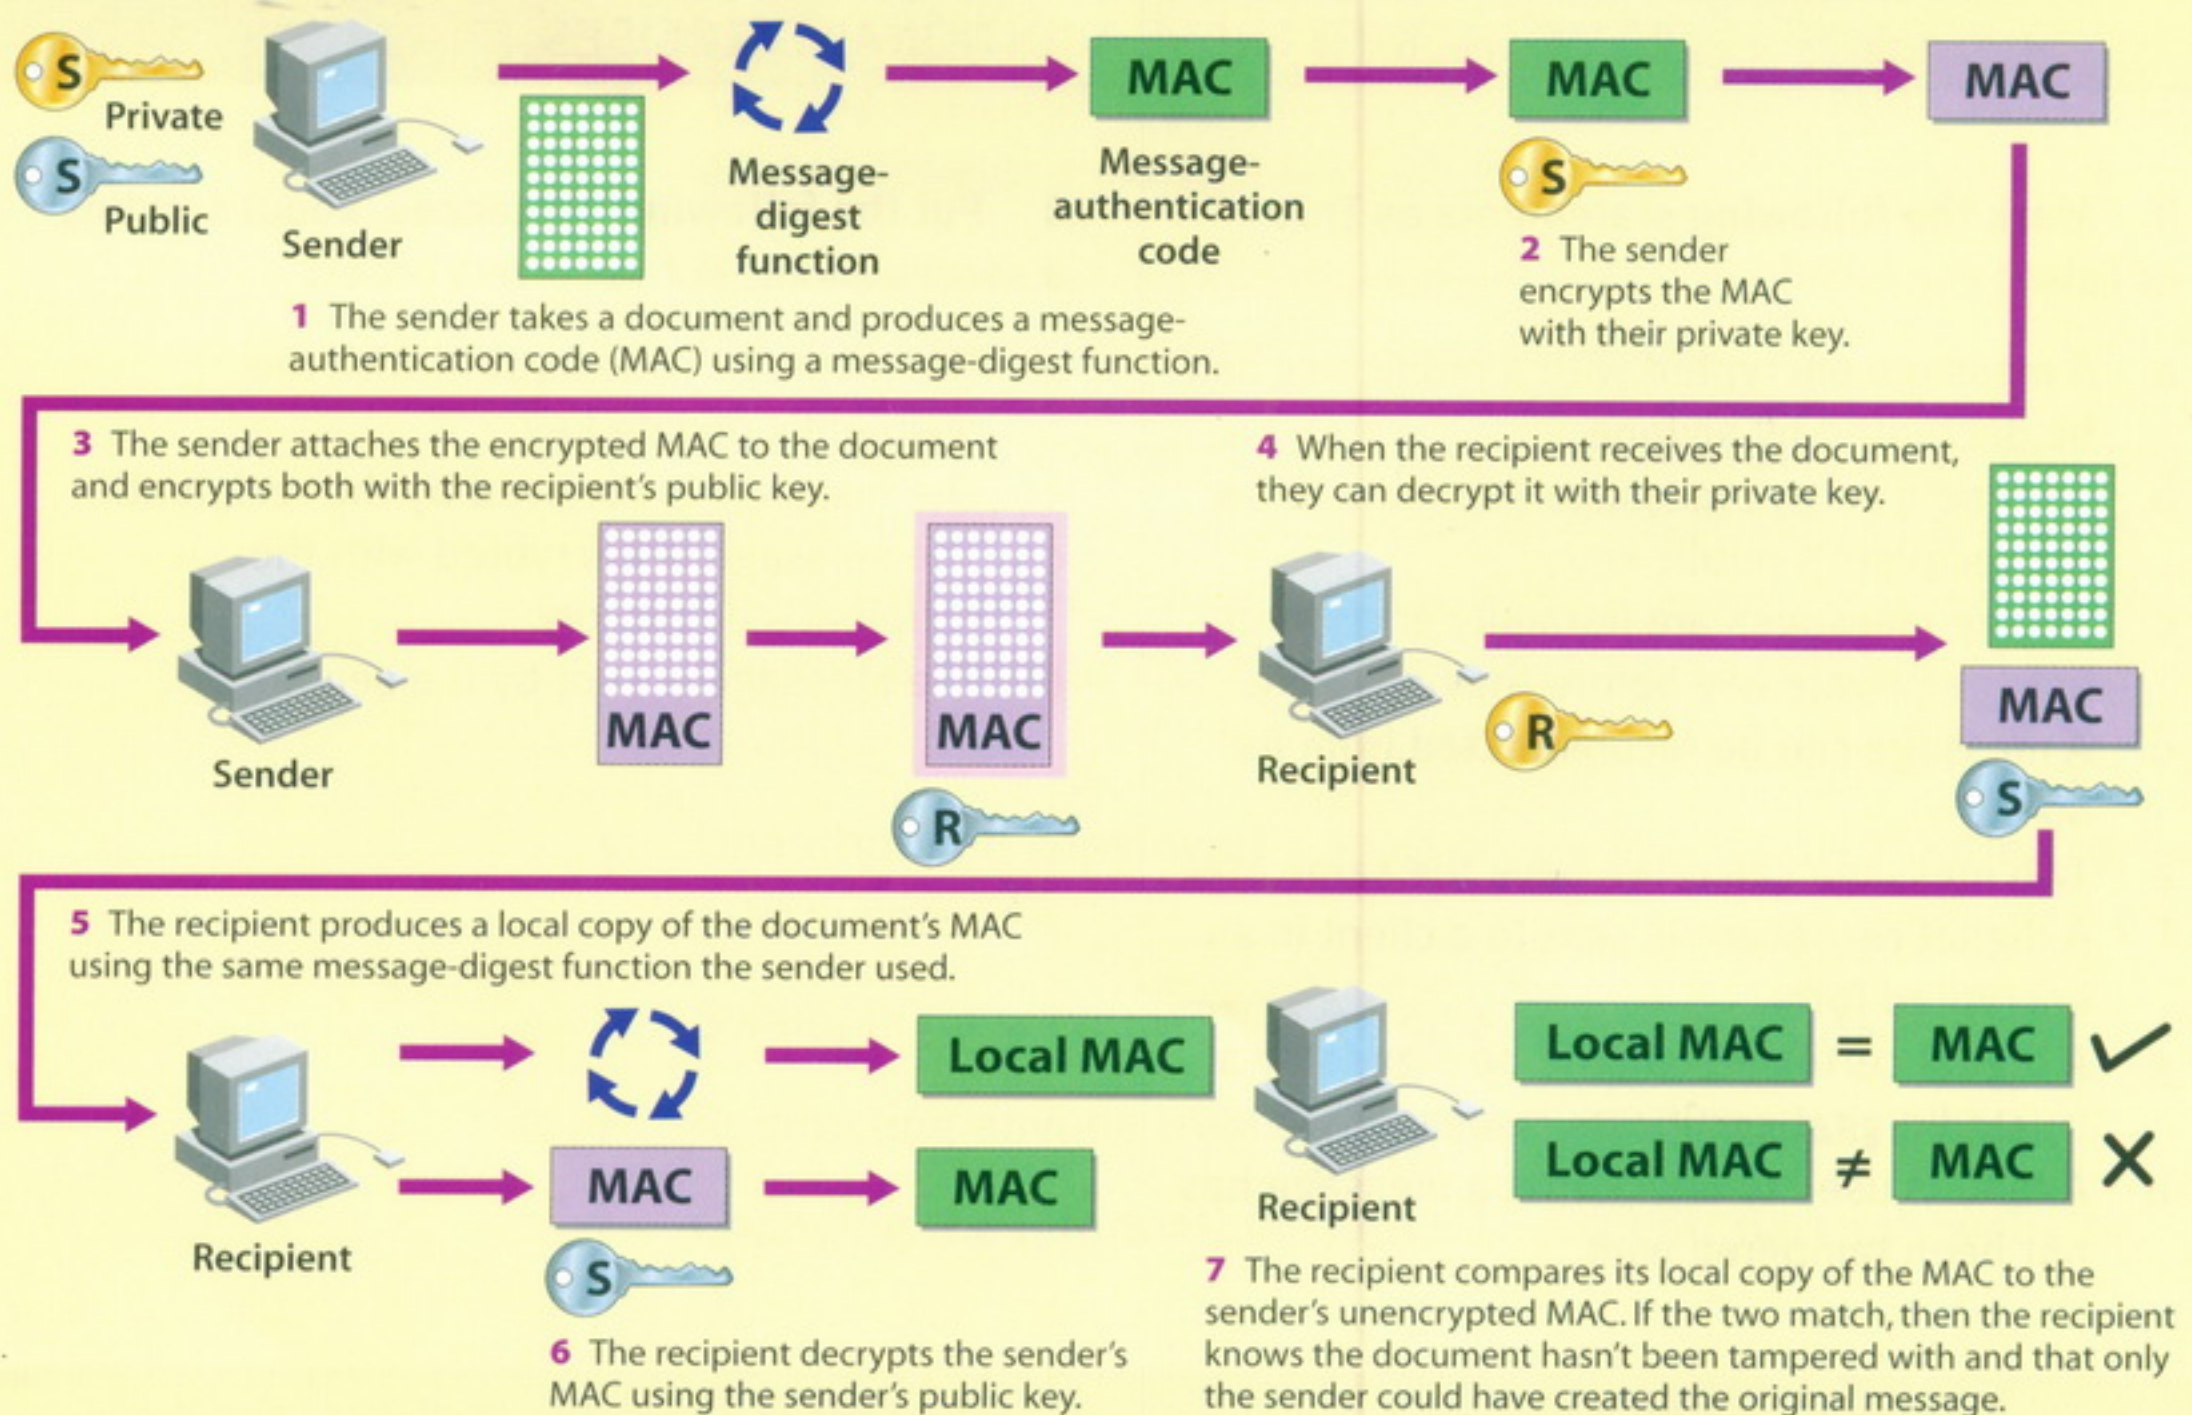 S
Private
S
Public
Sender
Message-
digest
function
MAC
Message-
authentication
code
MAC
S
MAC
1 The sender takes a document and produces a message-
authentication code (MAC) using a message-digest function.
2 The sender
encrypts the MAC
with their private key.
3 The sender attaches the encrypted MAC to the document
and encrypts both with the recipient's public key.
Sender
MAC
MAC
R
4 When the recipient receives the document,
they can decrypt it with their private key.
Recipient
R
MAC
S
5 The recipient produces a local copy of the document's MAC
using the same message-digest function the sender used.
Recipient
Local MAC
MAC
MAC
S
6 The recipient decrypts the sender's
MAC using the sender's public key.
Recipient
Local MAC = MAC ✓
Local MAC ≠ MAC X
7 The recipient compares its local copy of the MAC to the
sender's unencrypted MAC. If the two match, then the recipient
knows the document hasn't been tampered with and that only
the sender could have created the original message.